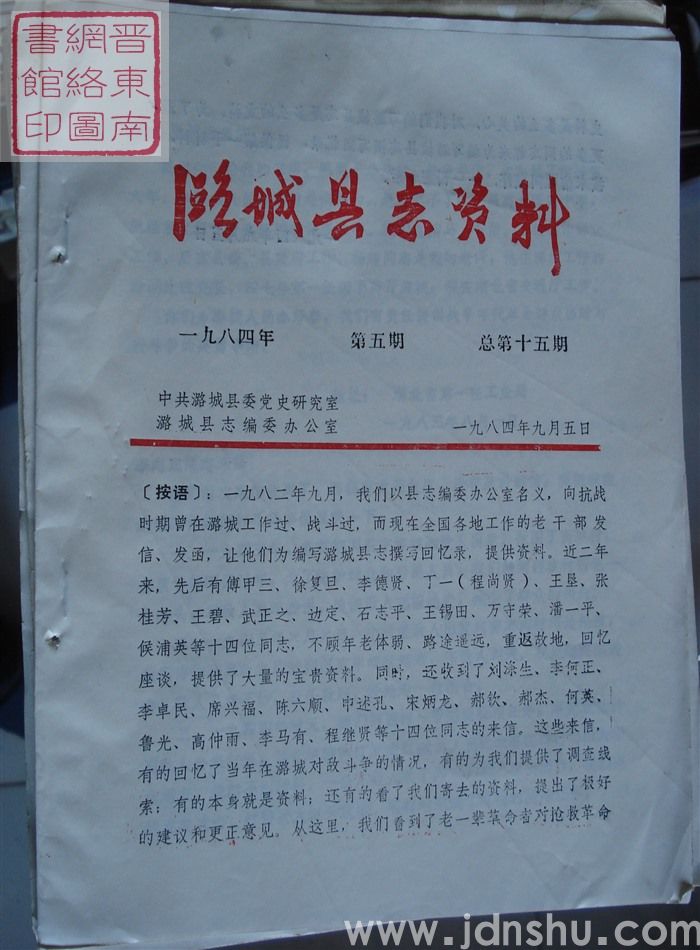 晋東南
網絡圖
書館印
潞城县志资料
一九八四年 第五期 总第十五期
中共潞城县委党史研究室
潞城县志编委办公室 一九八四年九月五日
〔按语〕：一九八二年九月，我们以县志编委办公室名义，向抗战
时期曾在潞城工作过、战斗过，而现在全国各地工作的老干部发
信、发函，让他们为编写潞城县志撰写回忆录，提供资料。近二年
来，先后有傅甲三、徐复旦、李德贤、丁一（程尚贤）、王垦、张
桂芳、王碧、武正之、边定、石志平、王锡田、万守荣、潘一平、
侯浦英等十四位同志，不顾年老体弱、路途遥远，重返故地，回忆
座谈，提供了大量的宝贵资料。同时，还收到了刘涤生、李何正、
李卓民、席兴福、陈六顺、申述孔、宋炳龙、郝钦、郝杰、何英、
鲁光、高仲雨、李马有、程继贤等十四位同志的来信。这些来信，
有的回忆了当年在潞城对敌斗争的情况，有的为我们提供了调查线
索；有的本身就是资料；还有的看了我们寄去的资料，提出了极好
的建议和更正意见。从这里，我们看到了老一辈革命者对抢救革命
www.jdnshu.com